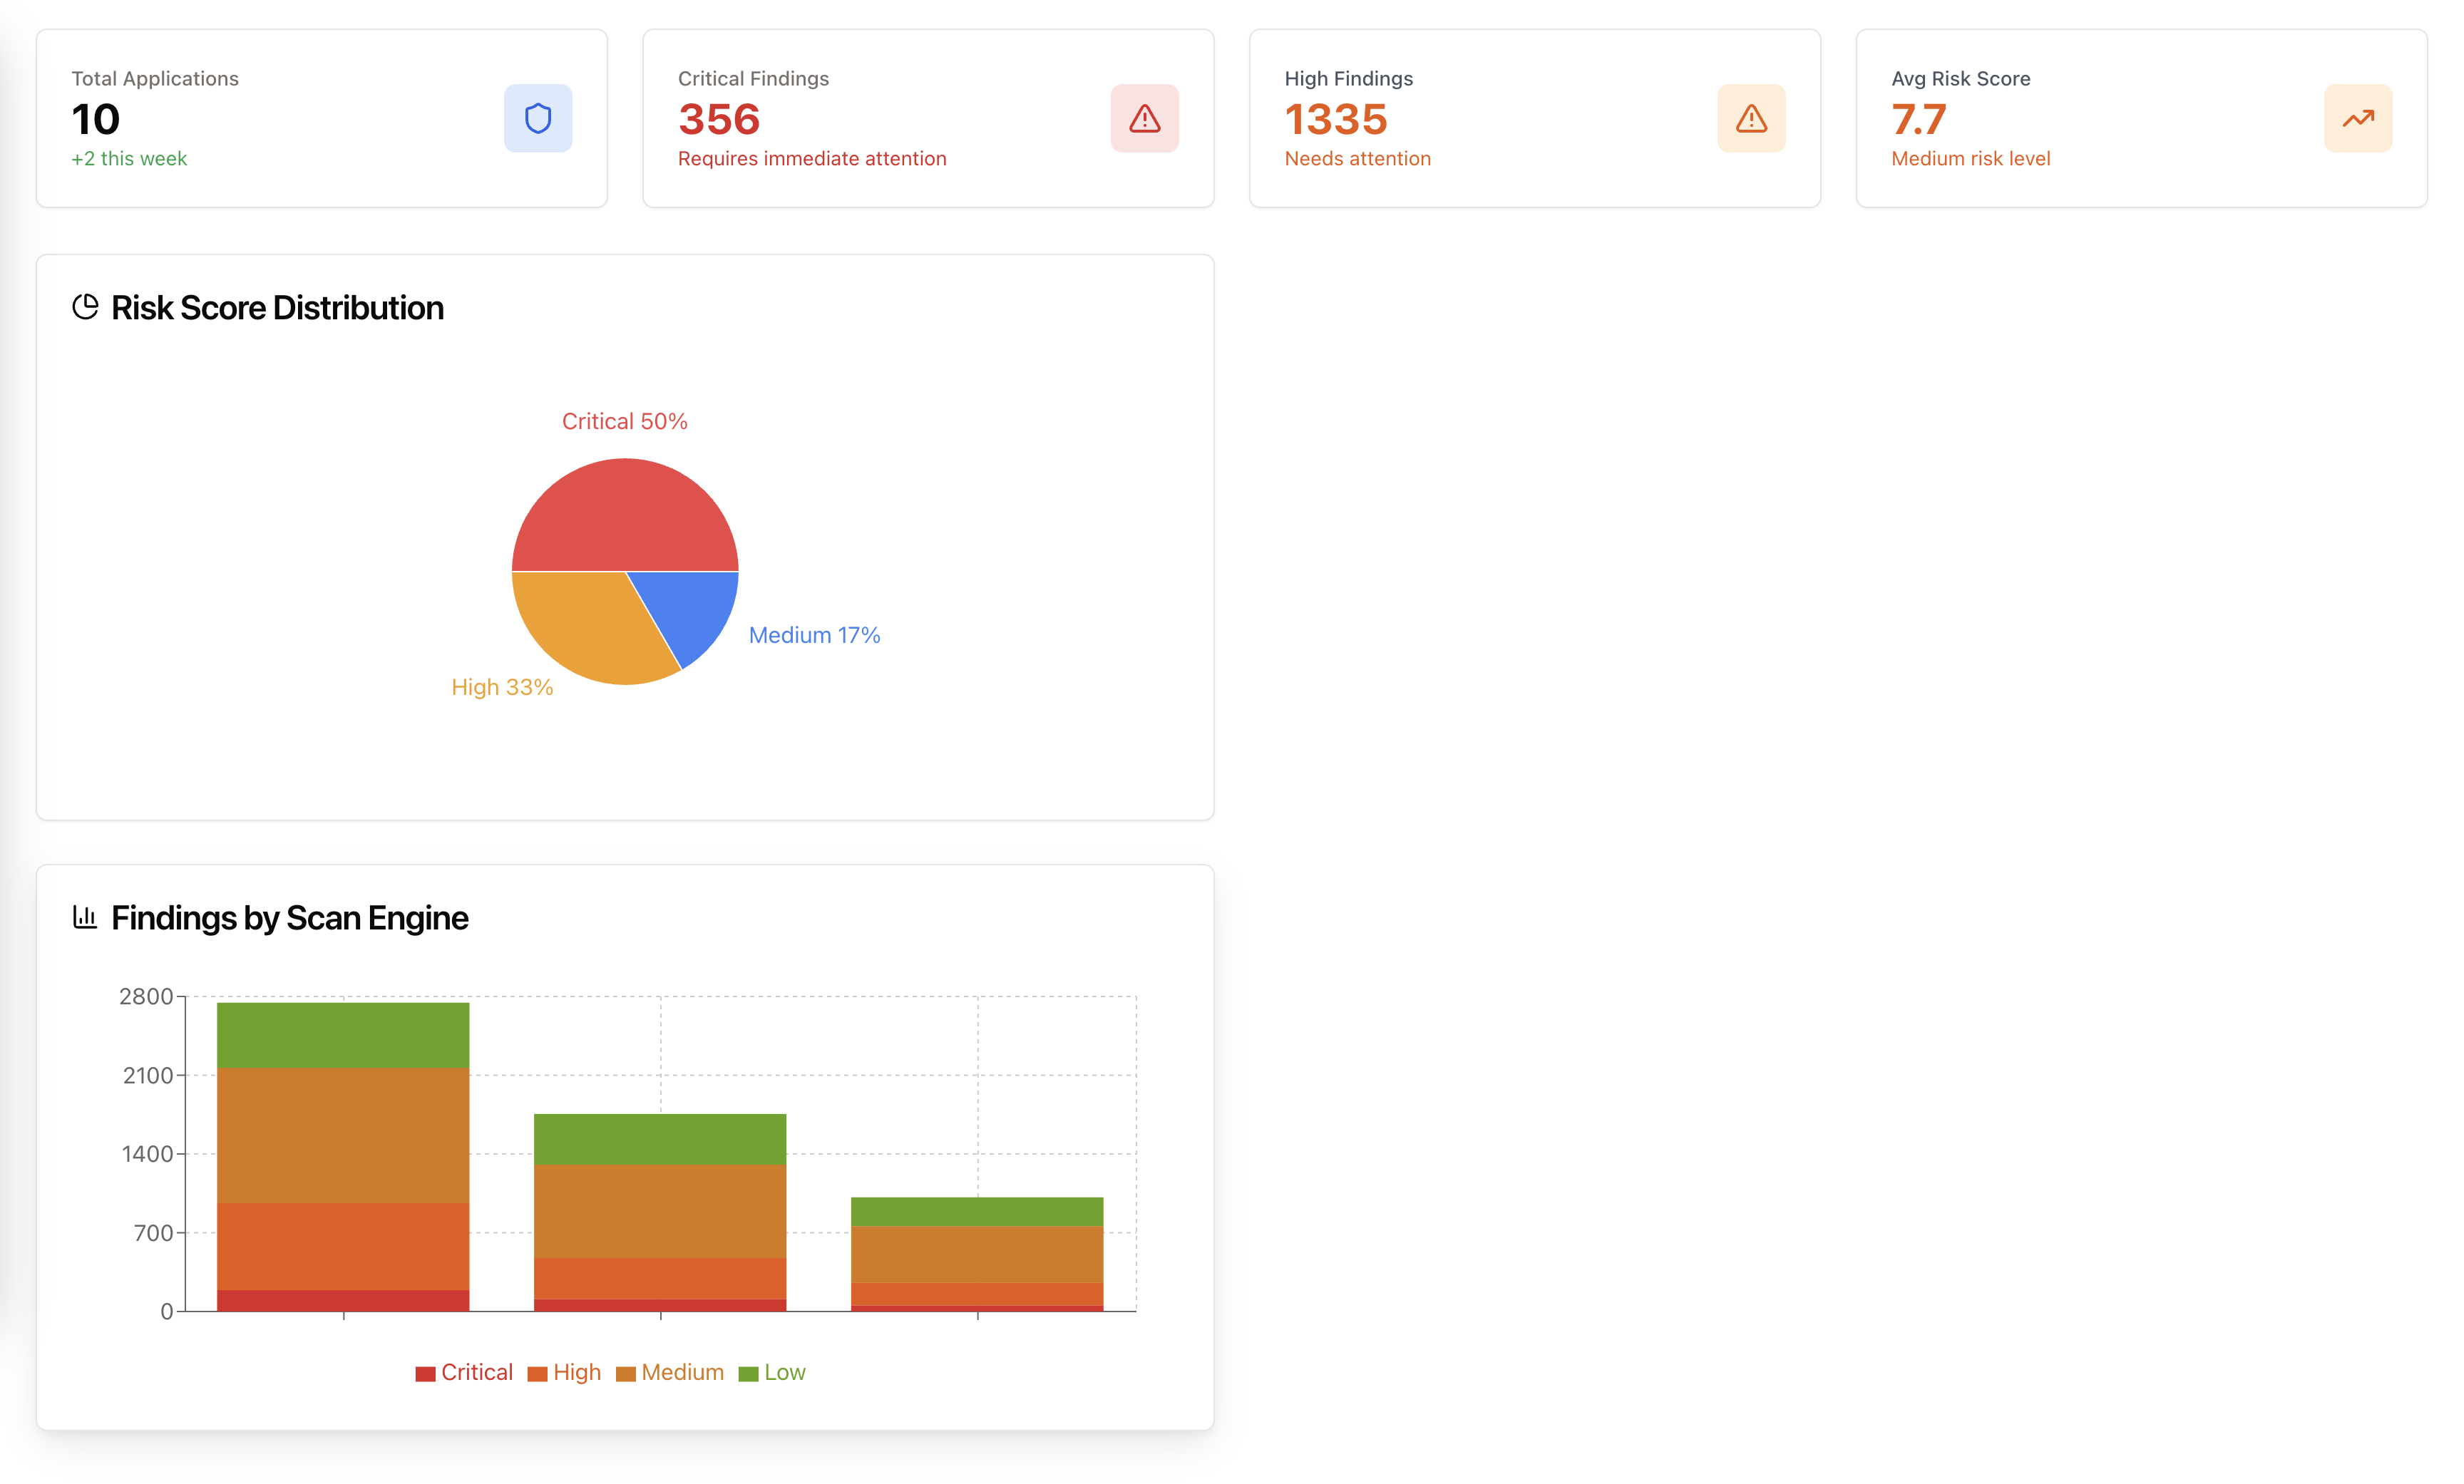 Total Applications
10
+2 this week
Critical Findings
356
Requires immediate attention
High Findings
1335
Needs attention
Avg Risk Score
7.7
Medium risk level
Risk Score Distribution
Critical 50%
Medium 17%
High 33%
Findings by Scan Engine
2800
2100
1400
700
0
Critical High Medium Low